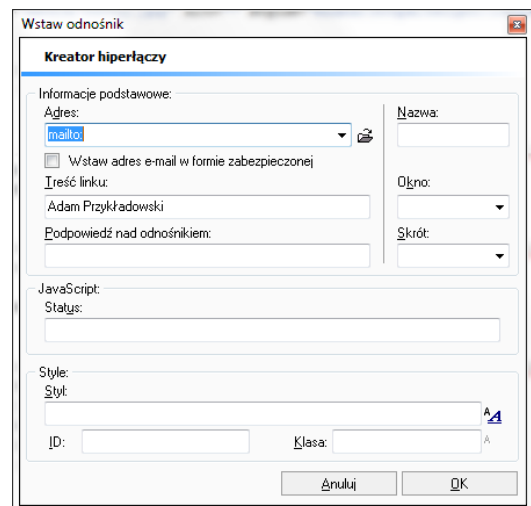 Wstaw odnośnik
Kreator hiperłączy
Informacje podstawowe:
Adres:
Nazwa:
mailto:
Wstaw adres e-mail w formie zabezpieczonej
Treść linku:
Okno:
Adam Przykładowski
Podpowiedź nad odnośnikiem:
Skrót:
JavaScript:
Status:
Style:
Styl:
ID:
Klasa:
Anuluj
OK